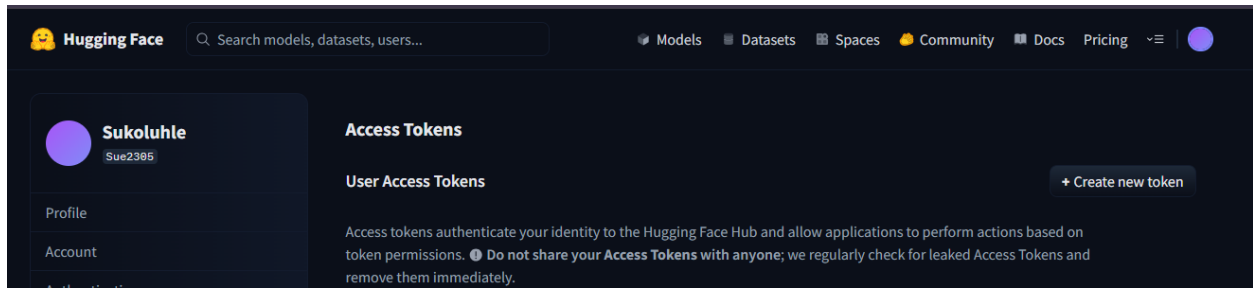 Hugging Face
Search models, datasets, users...
Models
Datasets
Spaces
Community
Docs
Pricing
Sukoluhle
Sue2305
Profile
Account
Access Tokens
User Access Tokens
+ Create new token
Access tokens authenticate your identity to the Hugging Face Hub and allow applications to perform actions based on
token permissions. Do not share your Access Tokens with anyone; we regularly check for leaked Access Tokens and
remove them immediately.